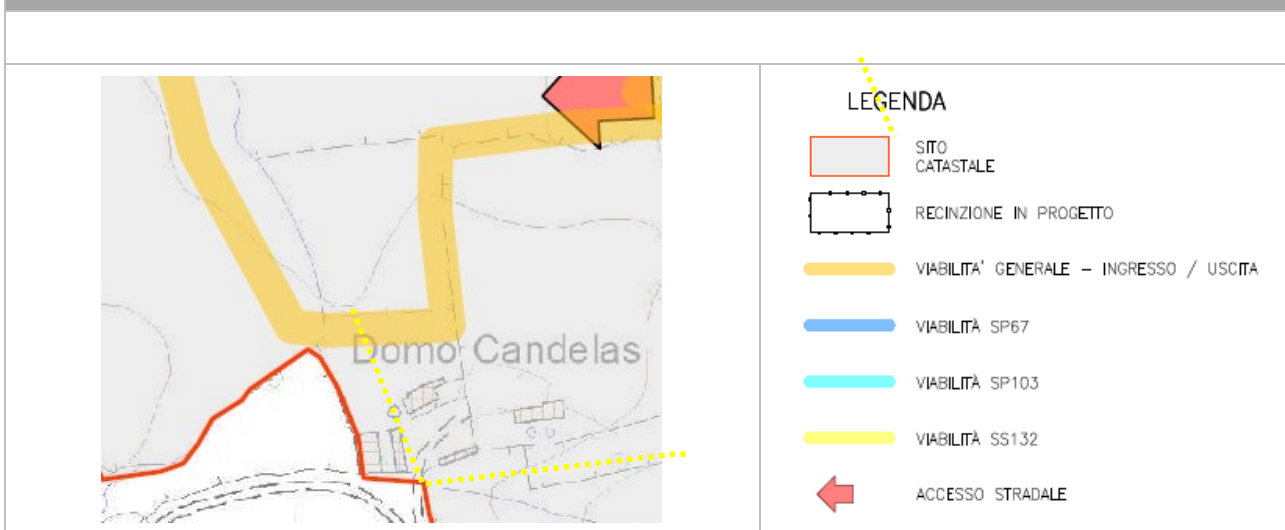 Domo Candelas
LEGENDA
SITO
CATASTALE
RECINZIONE IN PROGETTO
VIABILITA' GENERALE – INGRESSO / USCITA
VIABILITÀ SP67
VIABILITÀ SP103
VIABILITÀ SS132
ACCESSO STRADALE